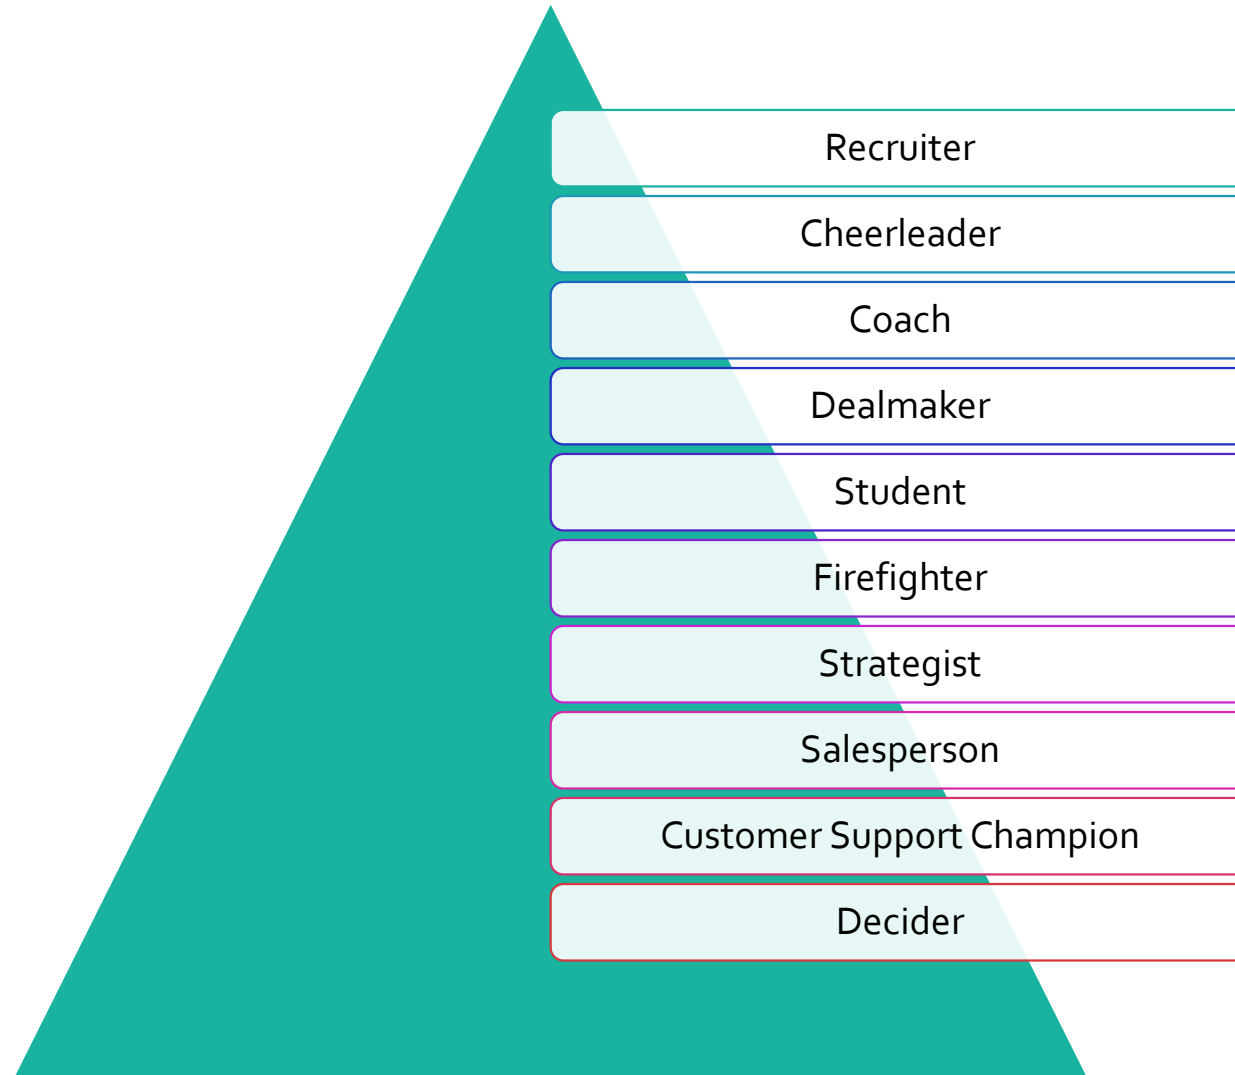 Recruiter
Cheerleader
Coach
Dealmaker
Student
Firefighter
Strategist
Salesperson
Customer Support Champion
Decider